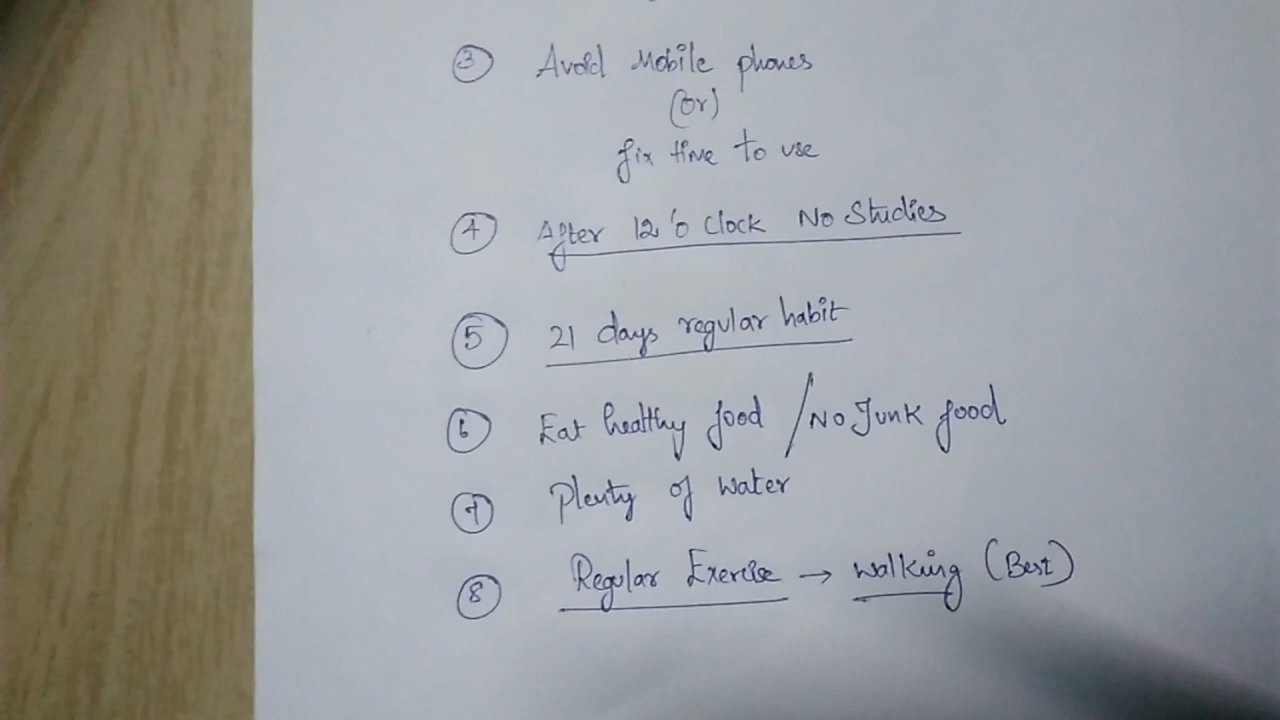 ③ Avoid Mobile phones
(or)
fix time to use
④ After 12 'o clock No Studies
⑤ 21 days regular habit
⑥ Eat healthy food / No Junk food
⑦ Plenty of water
⑧ Regular Exercise → walking (Best)